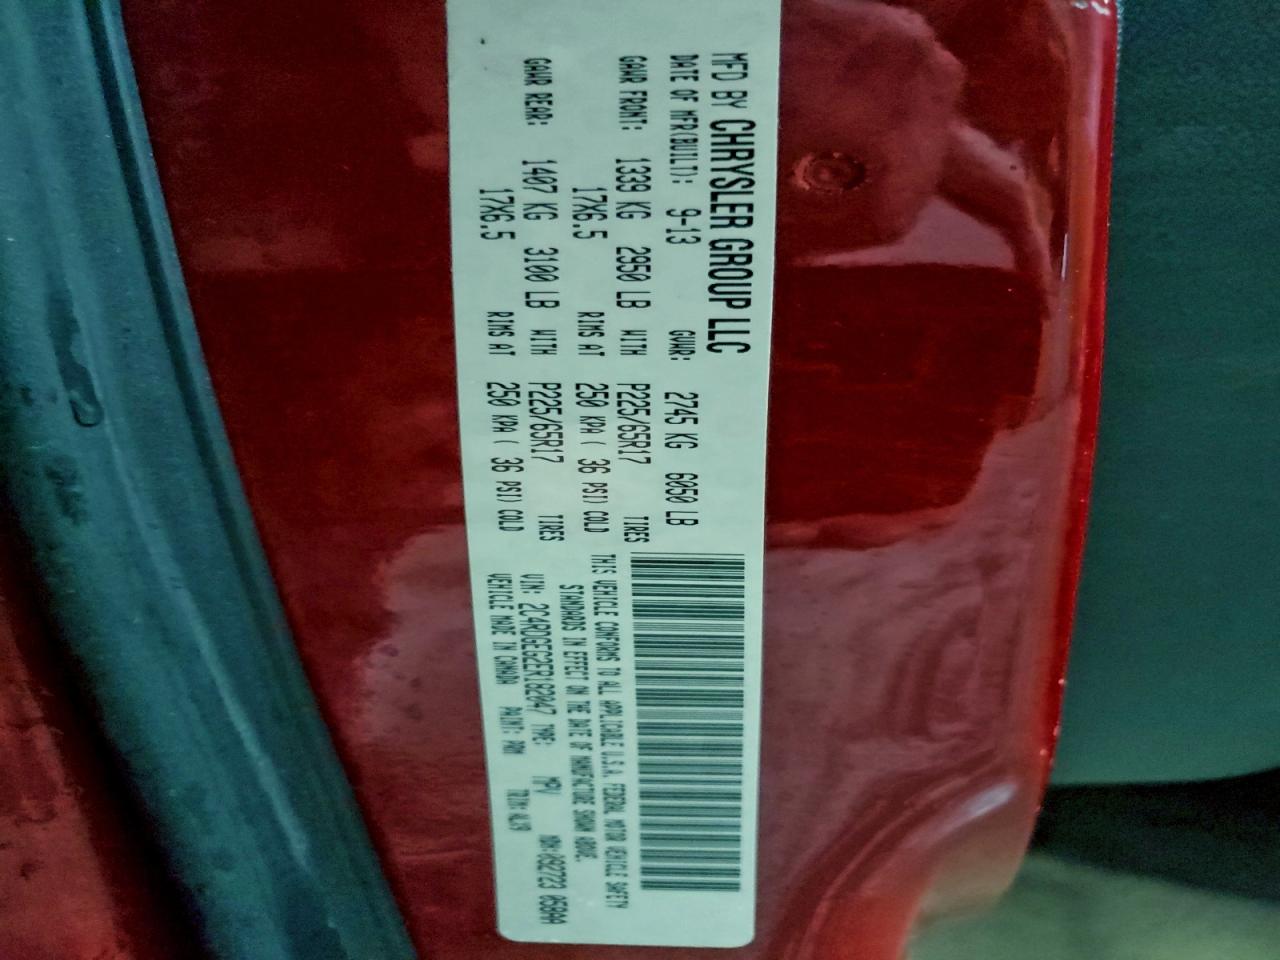 MFD BY CHRYSLER GROUP LLC
DATE OF MFR(BUILT): 9-13 GVWR: 2745 KG 6050 LB
GAWR FRONT: 1339 KG 2950 LB WITH P225/65R17 TIRES
17X6.5 RIMS AT 250 KPA ( 36 PSI) COLD
GAWR REAR: 1407 KG 3100 LB WITH P225/65R17 TIRES
17X6.5 RIMS AT 250 KPA ( 36 PSI) COLD
THIS VEHICLE CONFORMS TO ALL APPLICABLE U.S.A. FEDERAL MOTOR VEHICLE SAFETY
STANDARDS IN EFFECT ON THE DATE OF MANUFACTURE SHOWN ABOVE.
VIN: 2C4RDGEG2ER182047 TYPE: MPV
VEHICLE MADE IN CANADA PAINT: PRM TRIM: